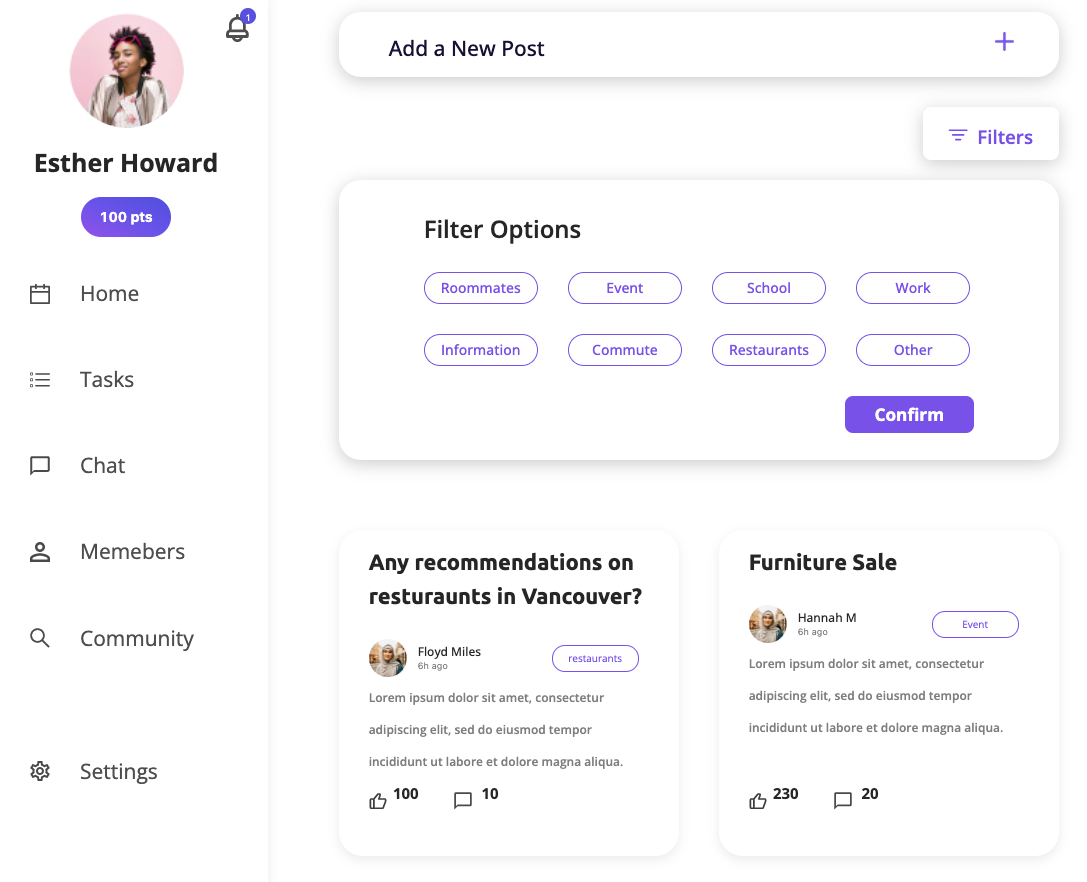 1
Esther Howard
100 pts
Home
Tasks
Chat
Memebers
Community
Settings
Add a New Post
Filters
Filter Options
Roommates Event School Work
Information Commute Restaurants Other
Confirm
Any recommendations on
resturaunts in Vancouver?
Floyd Miles
6h ago
restaurants
Lorem ipsum dolor sit amet, consectetur
adipiscing elit, sed do eiusmod tempor
incididunt ut labore et dolore magna aliqua.
100 10
Furniture Sale
Hannah M
6h ago
Event
Lorem ipsum dolor sit amet, consectetur
adipiscing elit, sed do eiusmod tempor
incididunt ut labore et dolore magna aliqua.
230 20